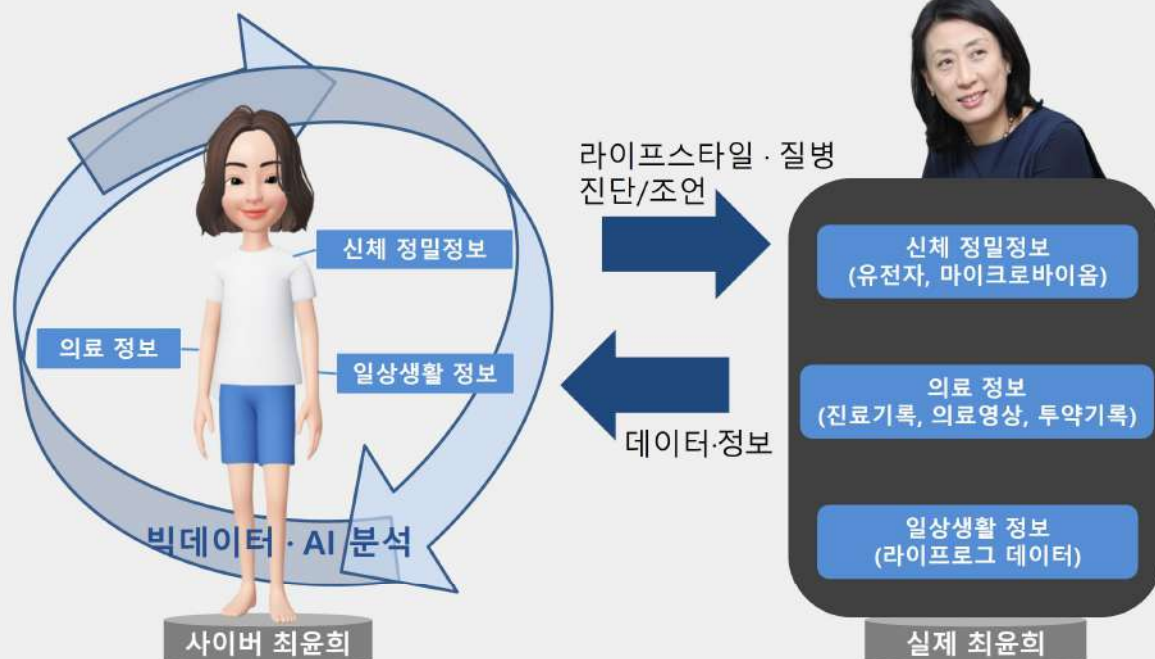 신체 정밀정보
의료 정보
일상생활 정보
빅데이터 · AI 분석
사이버 최윤희
라이프스타일 · 질병
진단/조언
데이터·정보
신체 정밀정보
(유전자, 마이크로바이옴)
의료 정보
(진료기록, 의료영상, 투약기록)
일상생활 정보
(라이프로그 데이터)
실제 최윤희